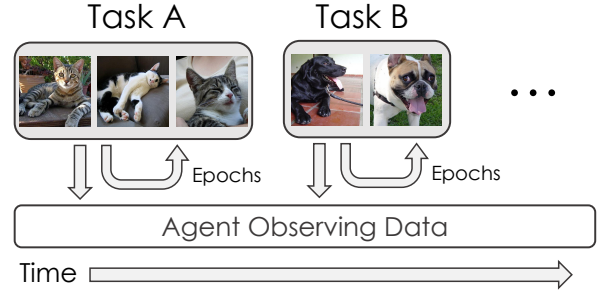 Task A
Task B
...
Epochs
Epochs
Agent Observing Data
Time